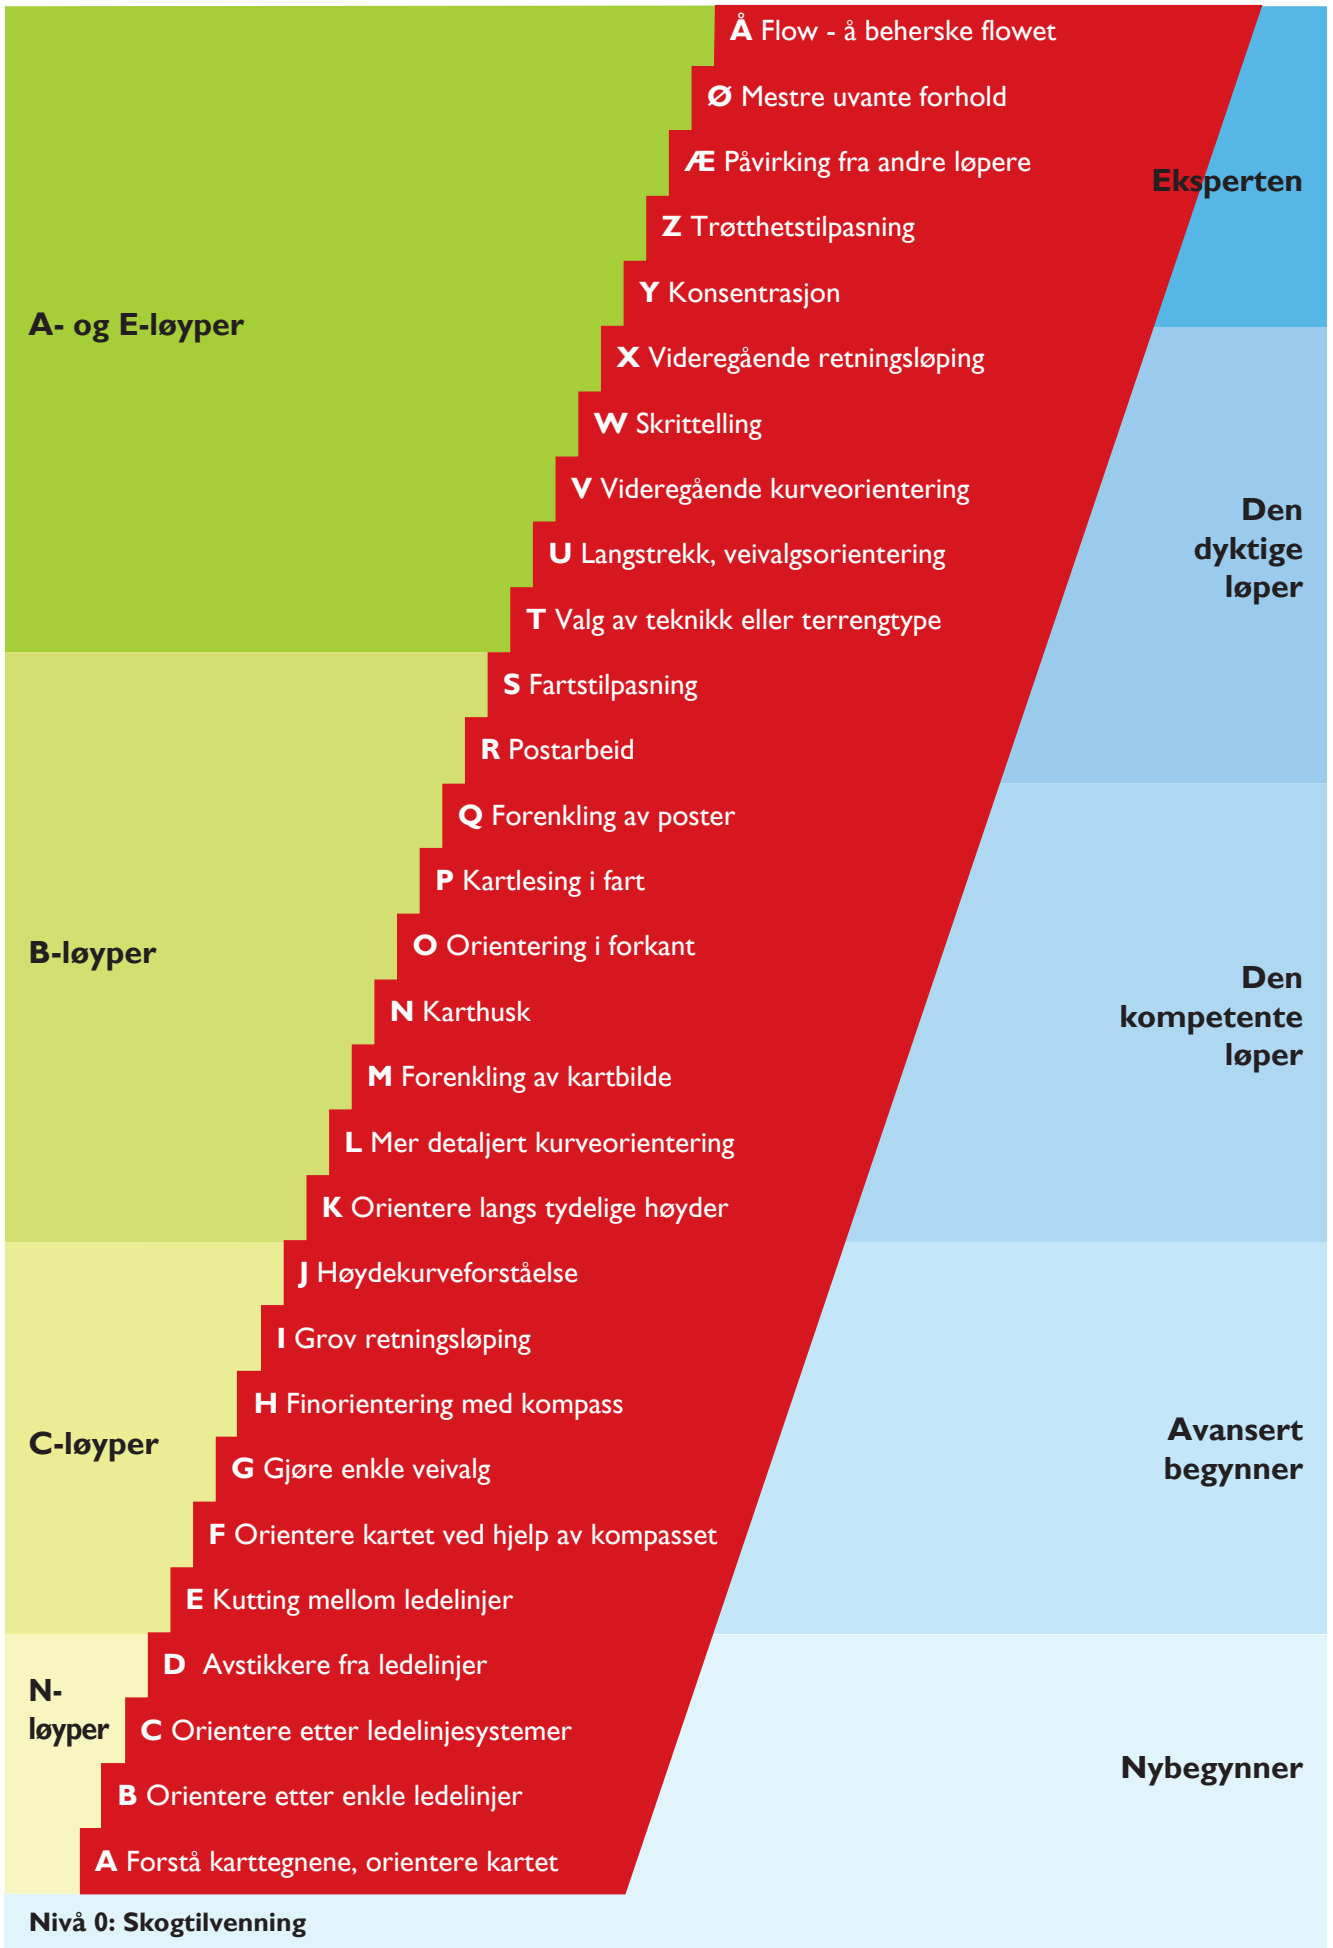 Å Flow - å beherske flowet
Ø Mestre uvante forhold
Æ Påvirking fra andre løpere
Eksperten
Z Trøtthetstilpasning
Y Konsentrasjon
A- og E-løyper
X Videregående retningsløping
W Skrittelling
V Videregående kurveorientering
Den
dyktige
løper
U Langstrekk, veivalgsorientering
T Valg av teknikk eller terrengtype
S Fartstilpasning
R Postarbeid
Q Forenkling av poster
P Kartlesing i fart
O Orientering i forkant
B-løyper
Den
kompetente
løper
N Karthusk
M Forenkling av kartbilde
L Mer detaljert kurveorientering
K Orientere langs tydelige høyder
J Høydekurveforståelse
I Grov retningsløping
H Finorientering med kompass
C-løyper
Avansert
begynner
G Gjøre enkle veivalg
F Orientere kartet ved hjelp av kompasset
E Kutting mellom ledelinjer
D Avstikkere fra ledelinjer
N-
løyper
C Orientere etter ledelinjesystemer
Nybegynner
B Orientere etter enkle ledelinjer
A Forstå karttegnene, orientere kartet
Nivå 0: Skogtilvenning